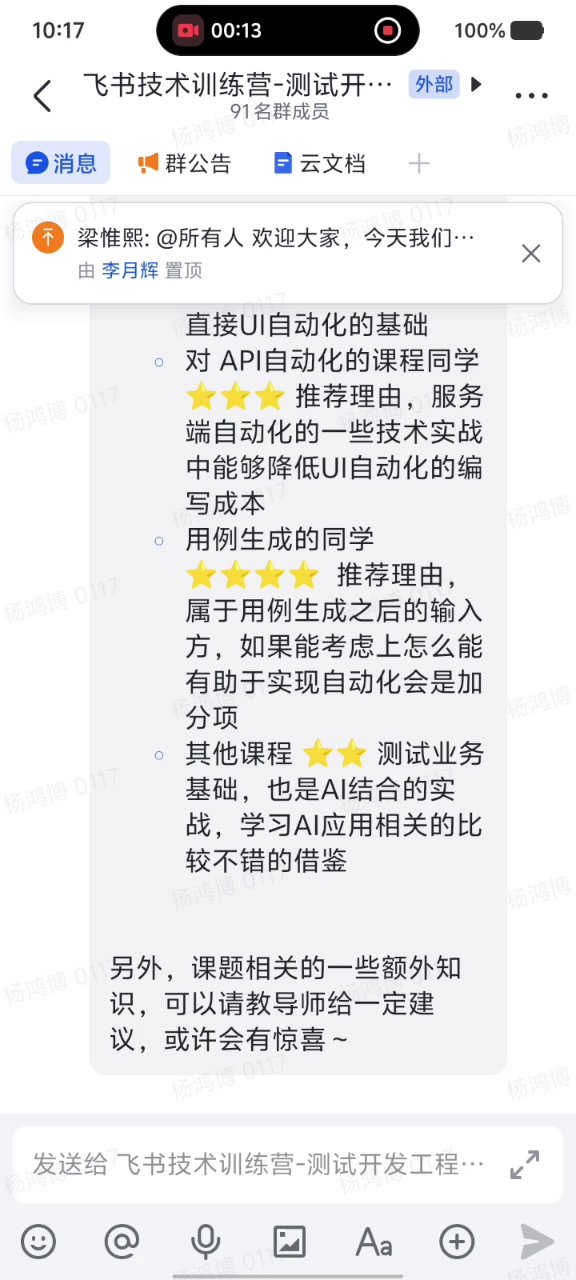 10:17
00:13
100%
飞书技术训练营-测试开…
外部
91名群成员
消息
群公告
云文档
梁惟熙: @所有人 欢迎大家，今天我们…
由 李月辉 置顶
直接UI自动化的基础
对 API自动化的课程同学
⭐⭐⭐ 推荐理由，服务
端自动化的一些技术实战
中能够降低UI自动化的编
写成本
用例生成的同学
⭐⭐⭐⭐ 推荐理由，
属于用例生成之后的输入
方，如果能考虑上怎么能
有助于实现自动化会是加
分项
其他课程 ⭐⭐ 测试业务
基础，也是AI结合的实
战，学习AI应用相关的比
较不错的借鉴
另外，课题相关的一些额外知
识，可以请教导师给一定建
议，或许会有惊喜～
发送给 飞书技术训练营-测试开发工程…
Aa
杨鸿博 0117